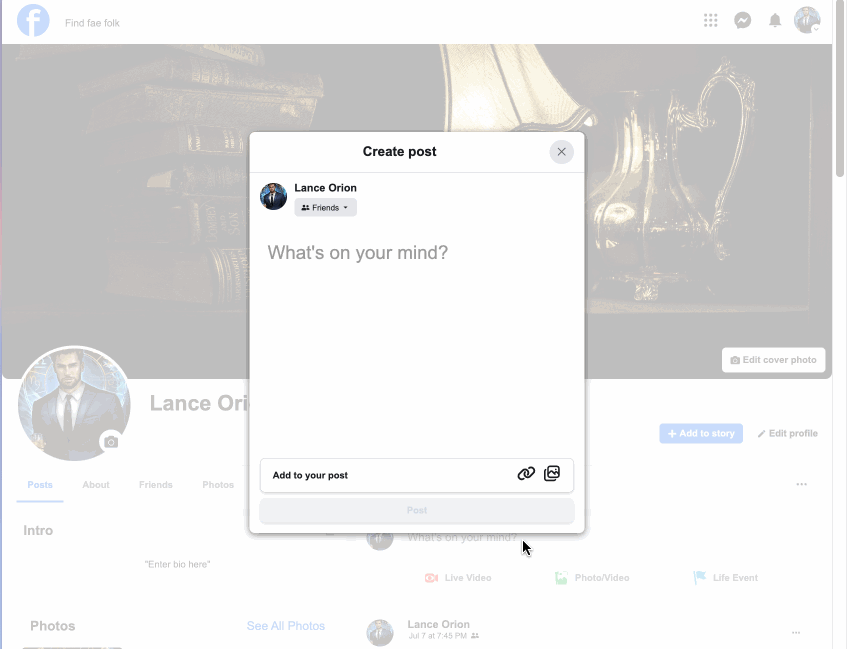 f
Find fae folk
Create post
Lance Orion
Friends
What's on your mind?
Add to your post
Post
Edit cover photo
Lance Ori
+ Add to story
Edit profile
Posts
About
Friends
Photos
Intro
What's on your mind?
"Enter bio here"
Live Video
Photo/Video
Life Event
Photos
See All Photos
Lance Orion
Jul 7 at 7:45 PM